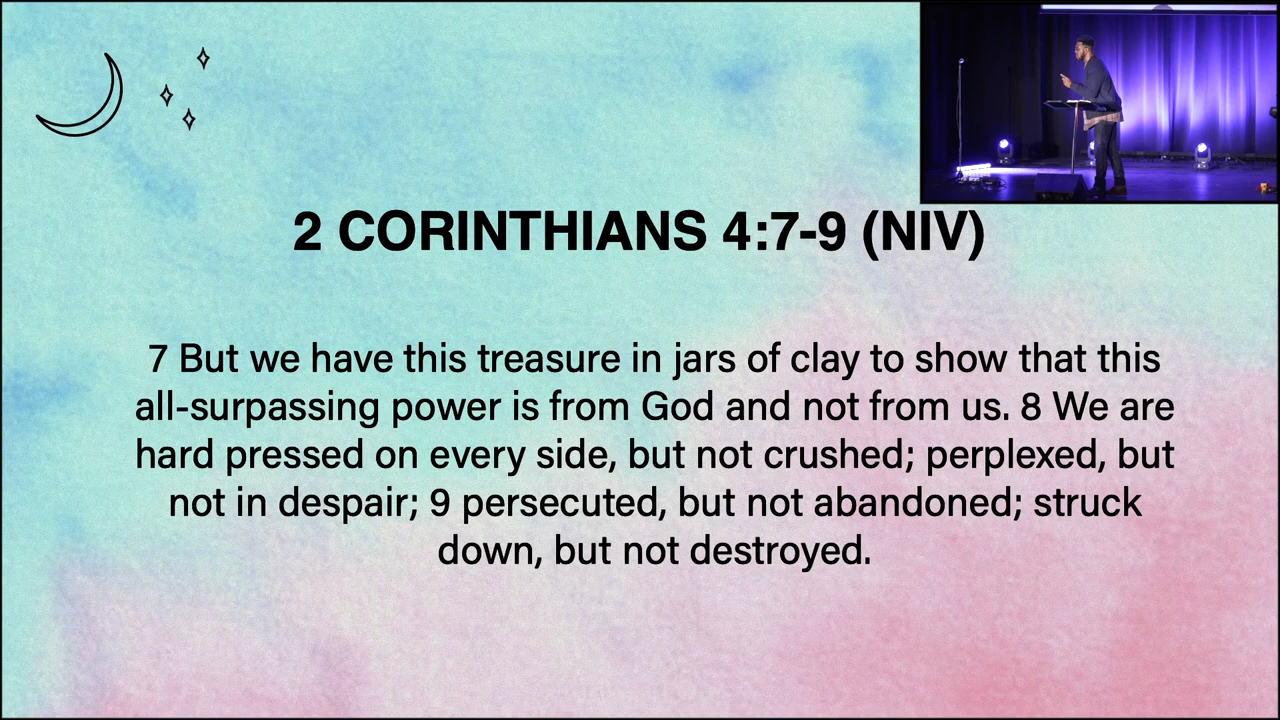 2 CORINTHIANS 4:7-9 (NIV)
7 But we have this treasure in jars of clay to show that this
all-surpassing power is from God and not from us. 8 We are
hard pressed on every side, but not crushed; perplexed, but
not in despair; 9 persecuted, but not abandoned; struck
down, but not destroyed.